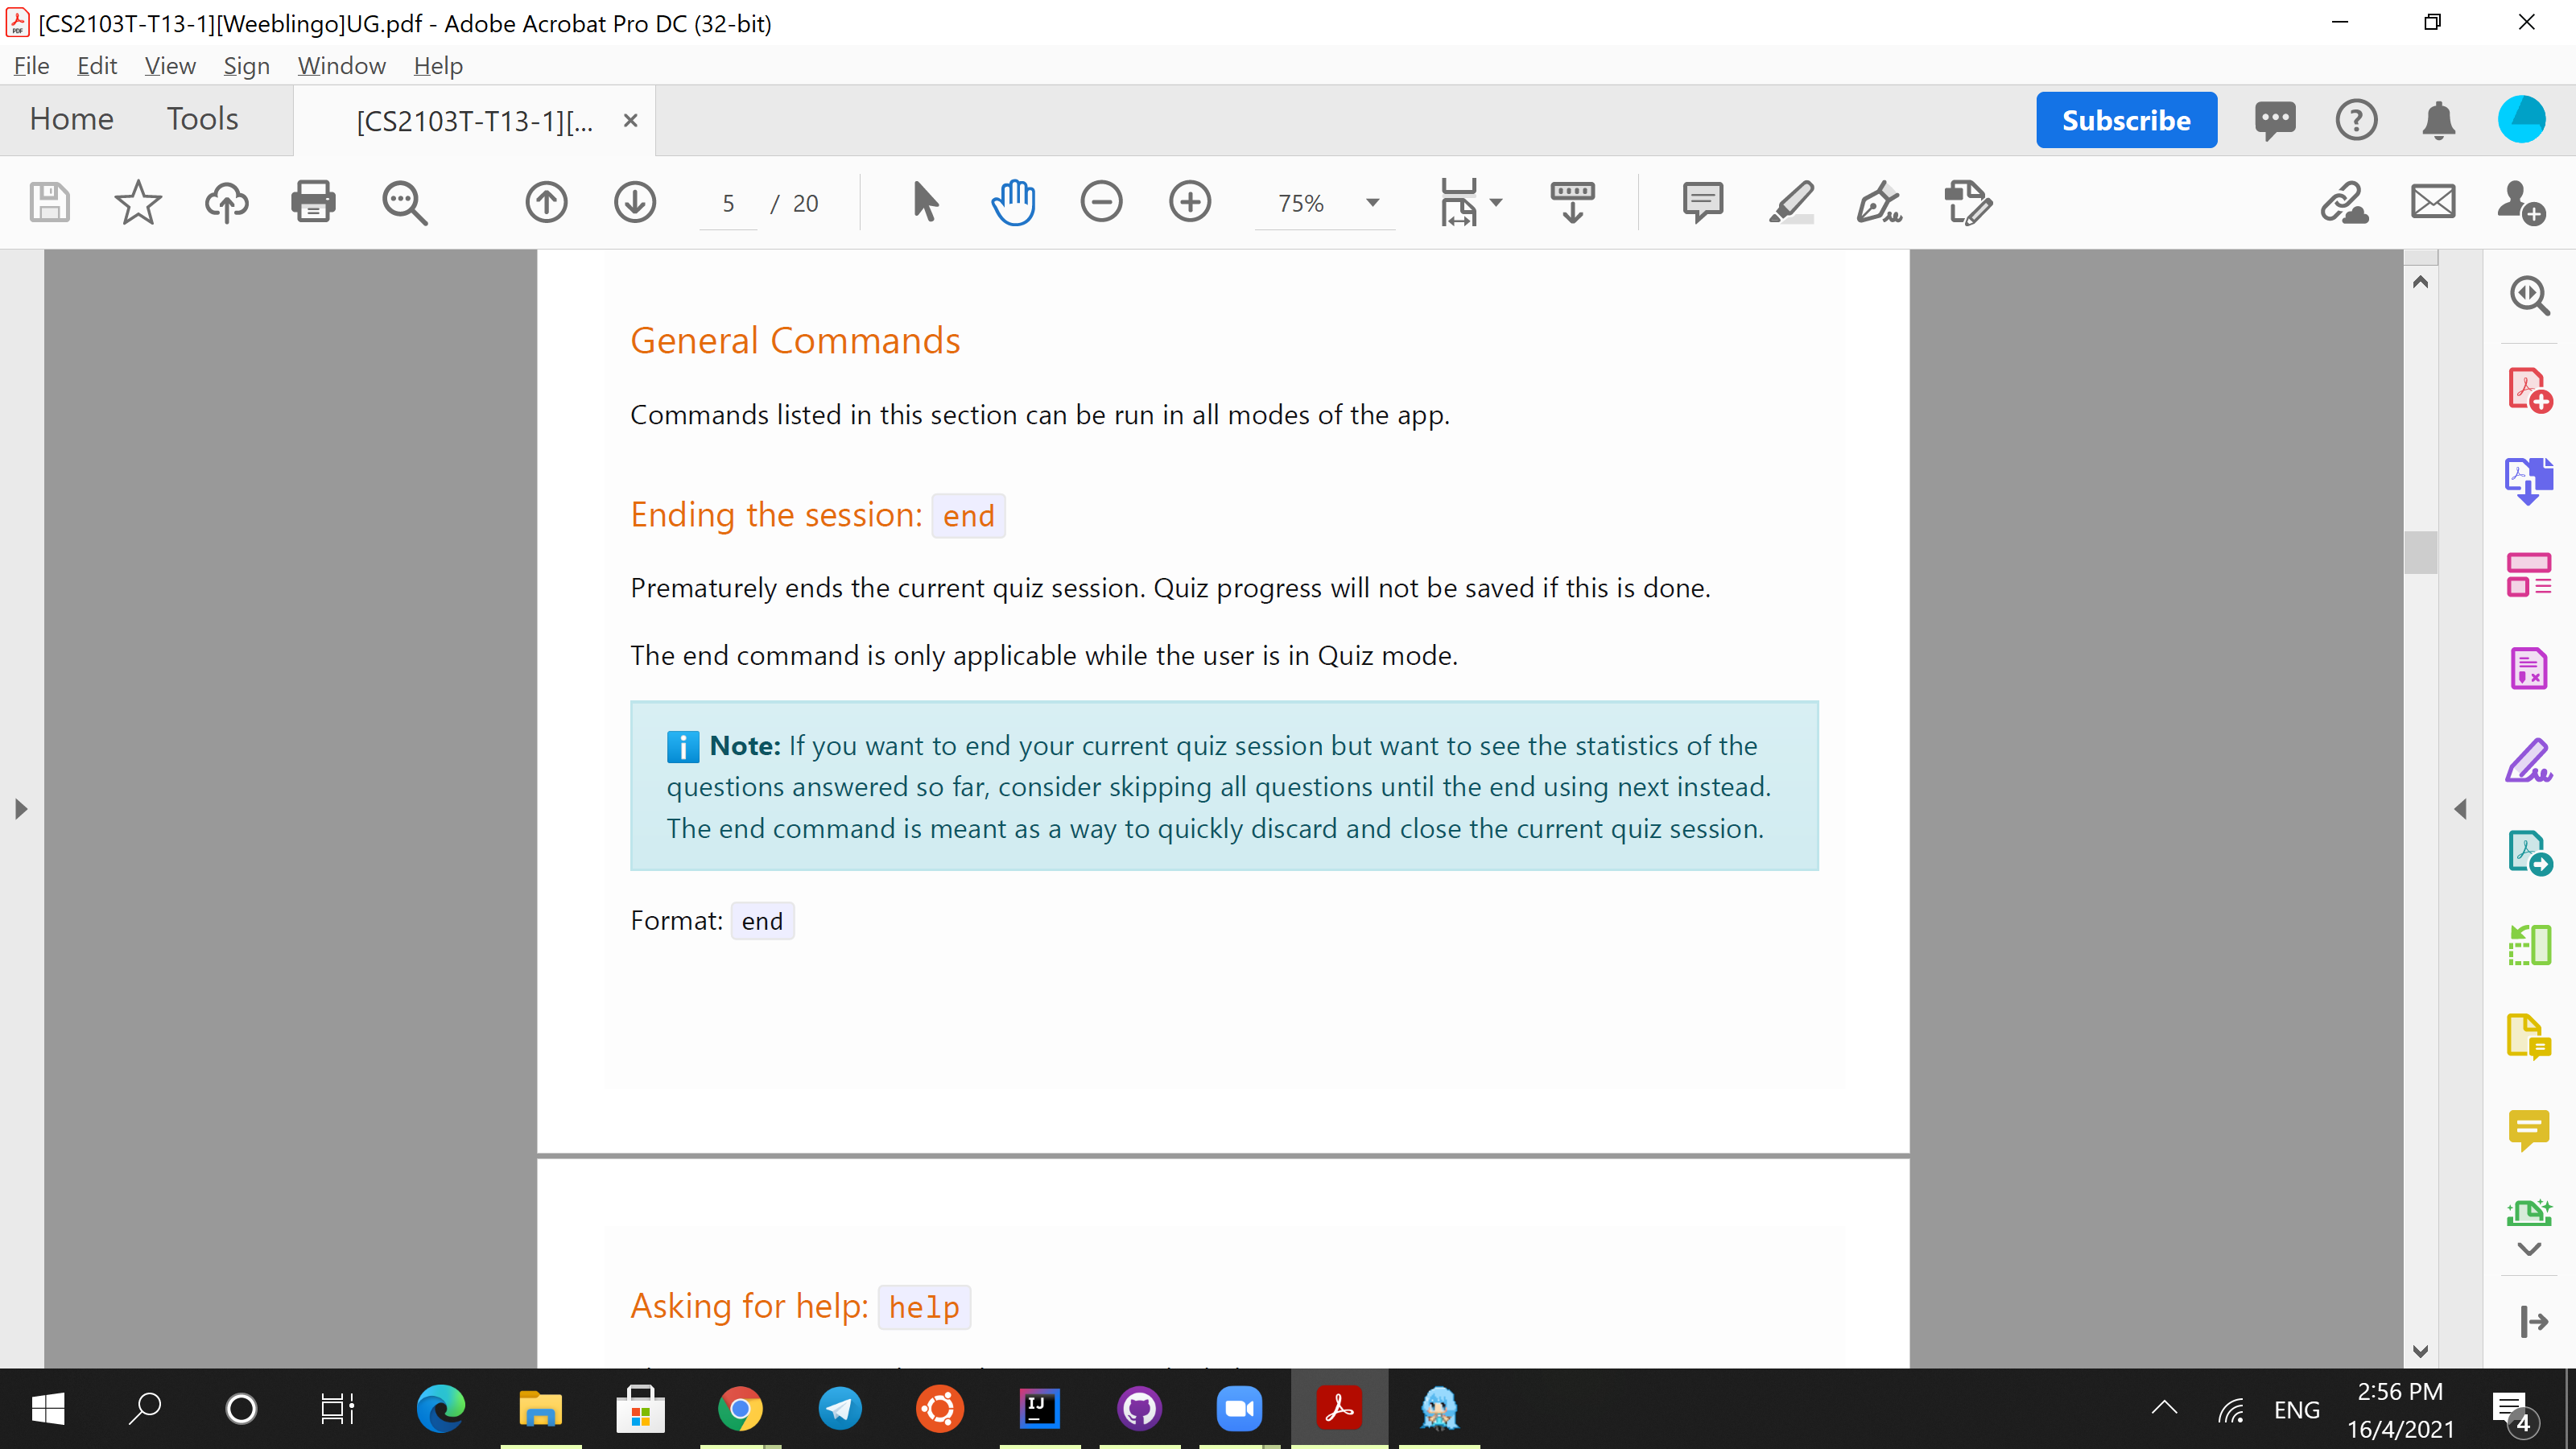 [CS2103T-T13-1][Weeblingo]UG.pdf - Adobe Acrobat Pro DC (32-bit)
File Edit View Sign Window Help
Home Tools [CS2103T-T13-1][... Subscribe
5 / 20 75%
General Commands
Commands listed in this section can be run in all modes of the app.
Ending the session: end
Prematurely ends the current quiz session. Quiz progress will not be saved if this is done.
The end command is only applicable while the user is in Quiz mode.
Note: If you want to end your current quiz session but want to see the statistics of the
questions answered so far, consider skipping all questions until the end using next instead.
The end command is meant as a way to quickly discard and close the current quiz session.
Format: end
Asking for help: help
IJ
ENG
2:56 PM
16/4/2021
4